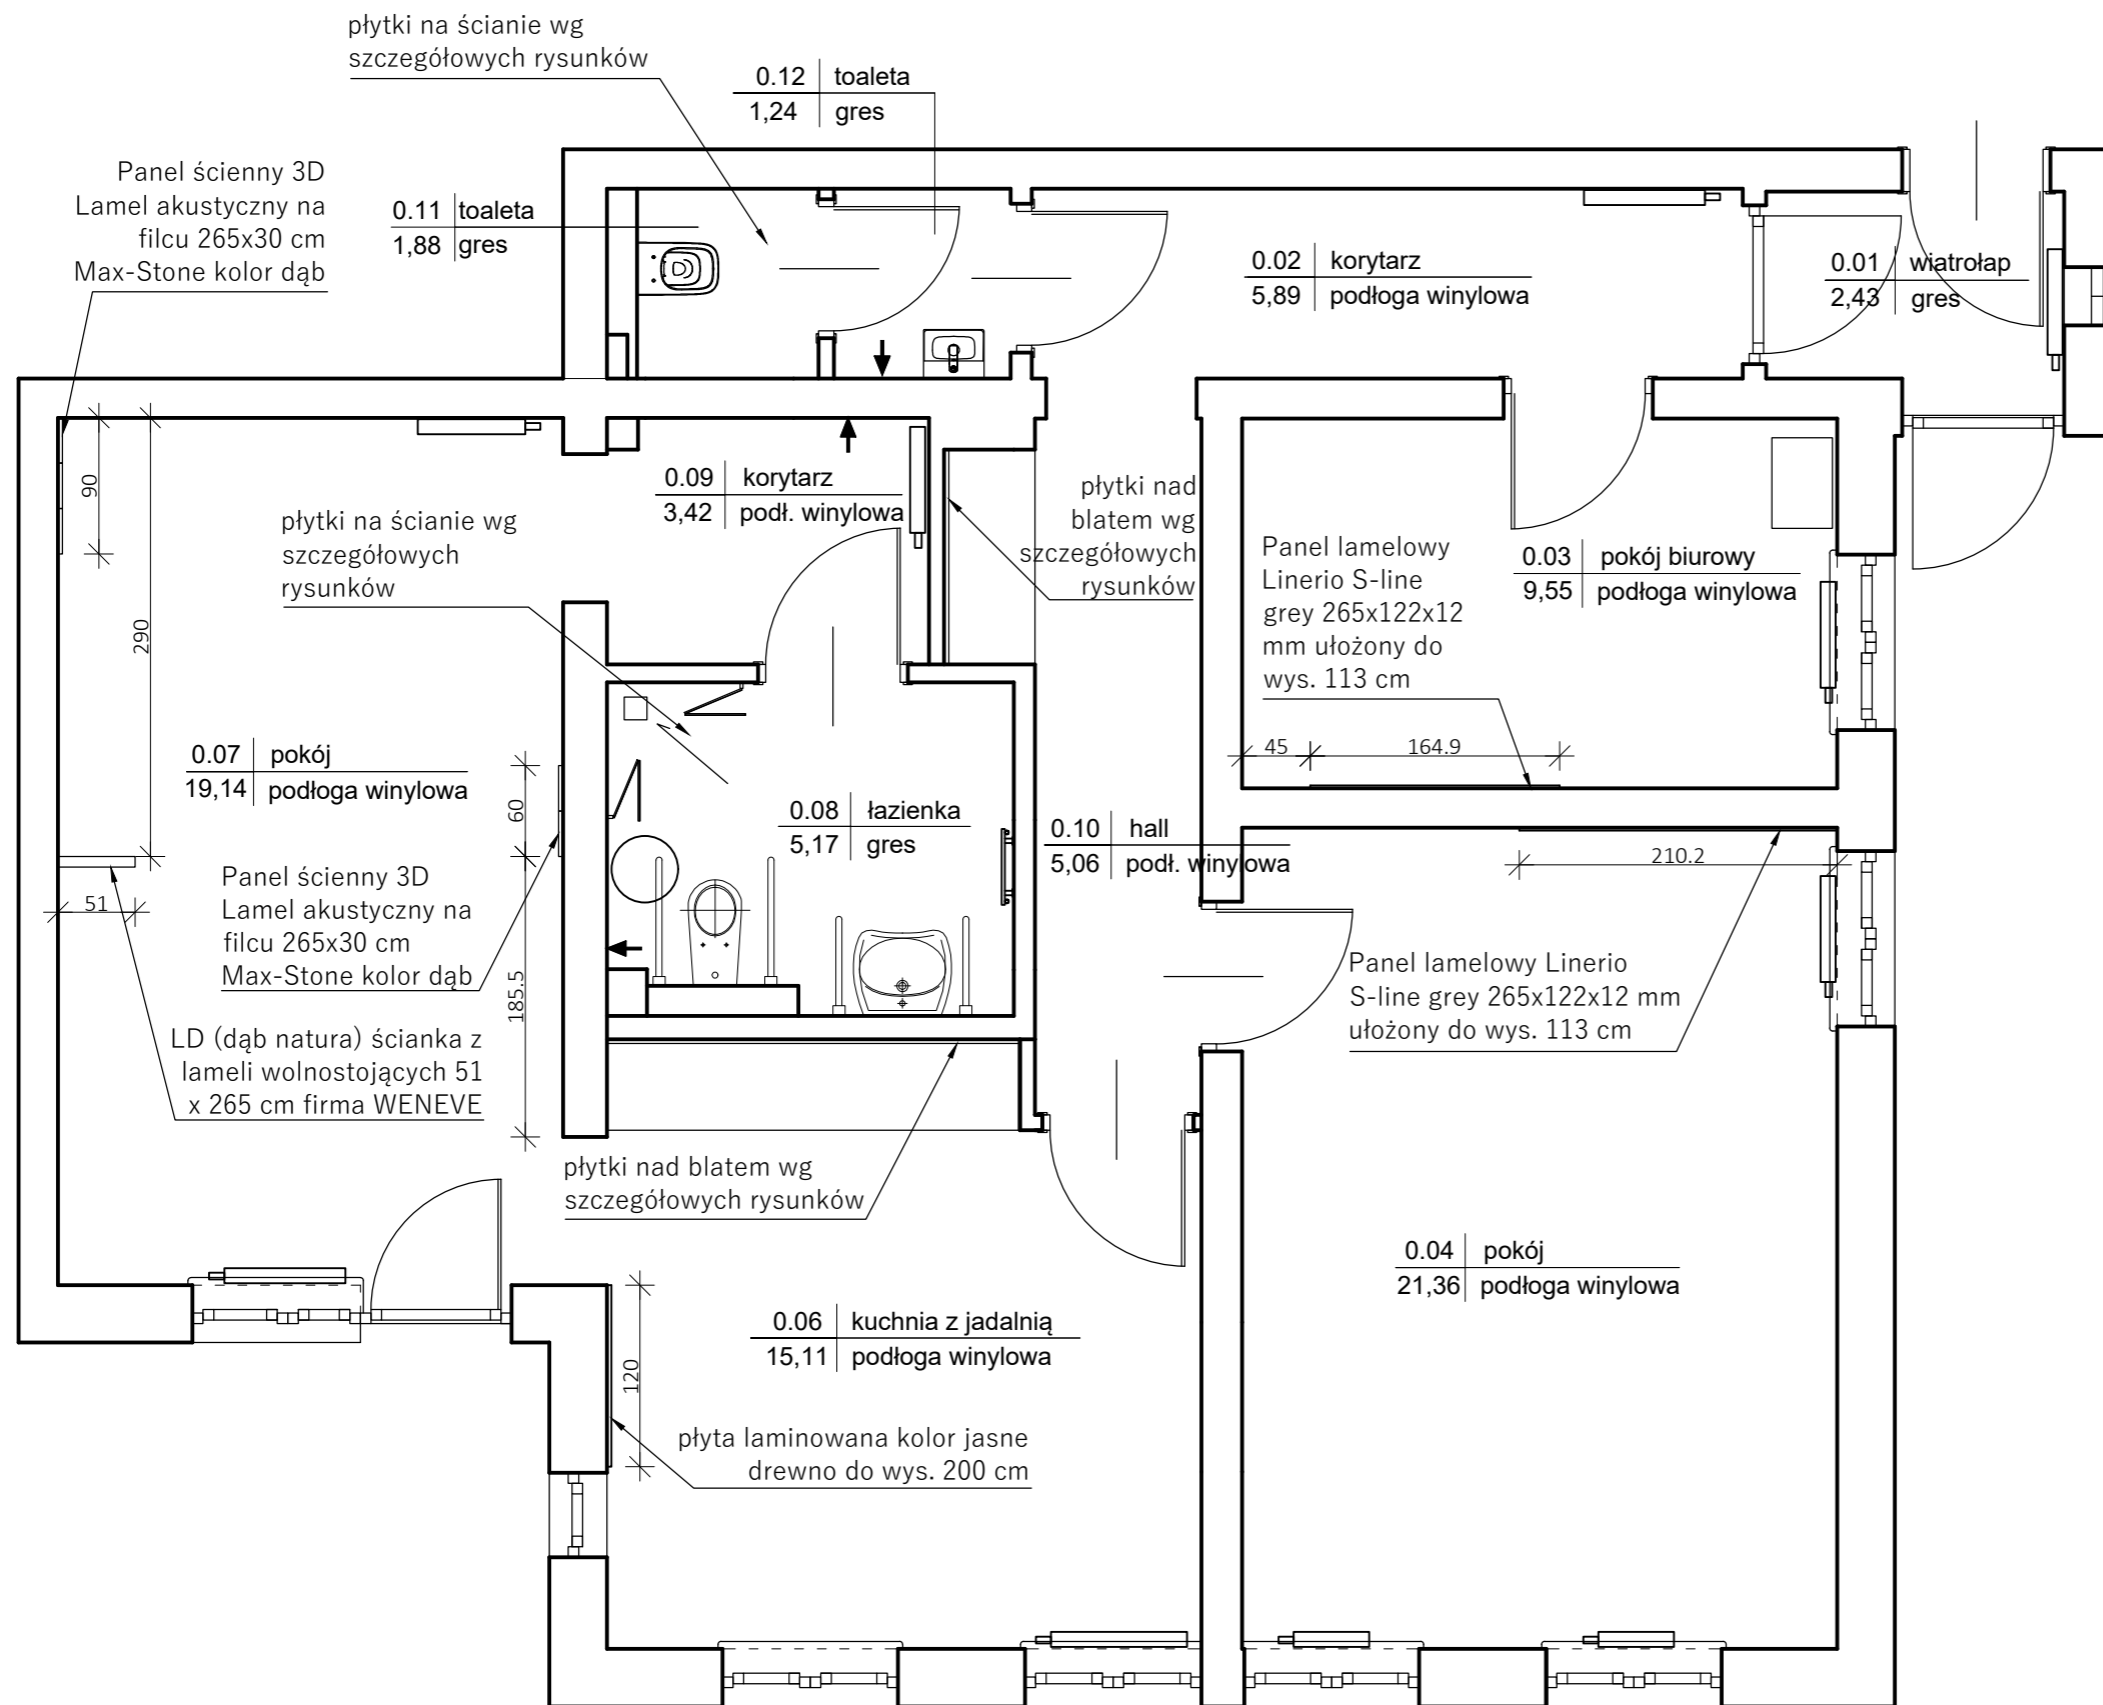 płytki na ścianie wg
szczegółowych rysunków
0.12 toaleta
1,24 gres
Panel ścienny 3D
Lamel akustyczny na
filcu 265x30 cm
Max-Stone kolor dąb
0.11 toaleta
1,88 gres
0.02 korytarz
5,89 podłoga winylowa
0.01 wiatrołap
2,43 gres
90
290
0.09 korytarz
3,42 podł. winylowa
płytki na ścianie wg
szczegółowych
rysunków
płytki nad
blatem wg
szczegółowych
rysunków
Panel lamelowy
Linerio S-line
grey 265x122x12
mm ułożony do
wys. 113 cm
0.03 pokój biurowy
9,55 podłoga winylowa
45
164.9
0.07 pokój
19,14 podłoga winylowa
60
0.08 łazienka
5,17 gres
0.10 hall
5,06 podł. winylowa
210.2
51
Panel ścienny 3D
Lamel akustyczny na
filcu 265x30 cm
Max-Stone kolor dąb
185.5
Panel lamelowy Linerio
S-line grey 265x122x12 mm
ułożony do wys. 113 cm
LD (dąb natura) ścianka z
lameli wolnostojących 51
x 265 cm firma WENEVE
płytki nad blatem wg
szczegółowych rysunków
0.04 pokój
21,36 podłoga winylowa
0.06 kuchnia z jadalnią
15,11 podłoga winylowa
120
płyta laminowana kolor jasne
drewno do wys. 200 cm